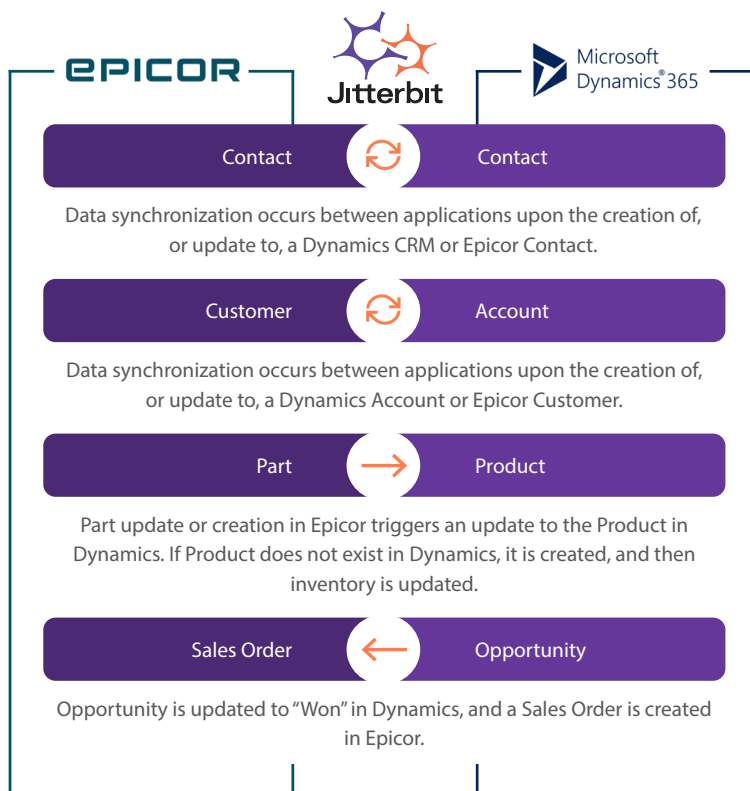 EPICOR
Jitterbit
Microsoft
Dynamics® 365
Contact
Contact
Data synchronization occurs between applications upon the creation of,
or update to, a Dynamics CRM or Epicor Contact.
Customer
Account
Data synchronization occurs between applications upon the creation of,
or update to, a Dynamics Account or Epicor Customer.
Part
Product
Part update or creation in Epicor triggers an update to the Product in
Dynamics. If Product does not exist in Dynamics, it is created, and then
inventory is updated.
Sales Order
Opportunity
Opportunity is updated to “Won” in Dynamics, and a Sales Order is created
in Epicor.